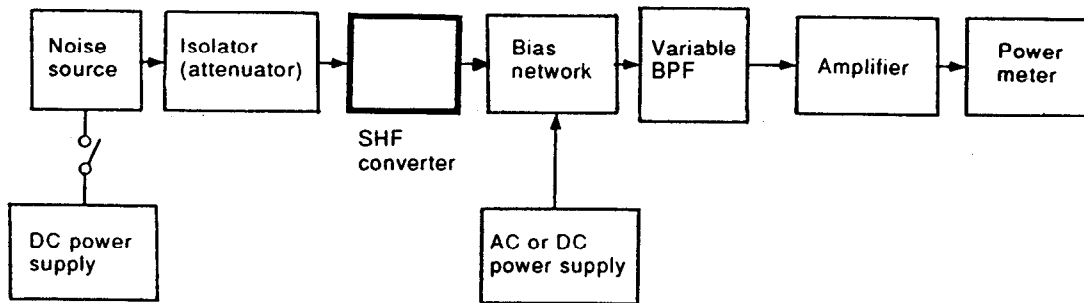 Noise
source
Isolator
(attenuator)
SHF
converter
Bias
network
Variable
BPF
Amplifier
Power
meter
DC power
supply
AC or DC
power supply